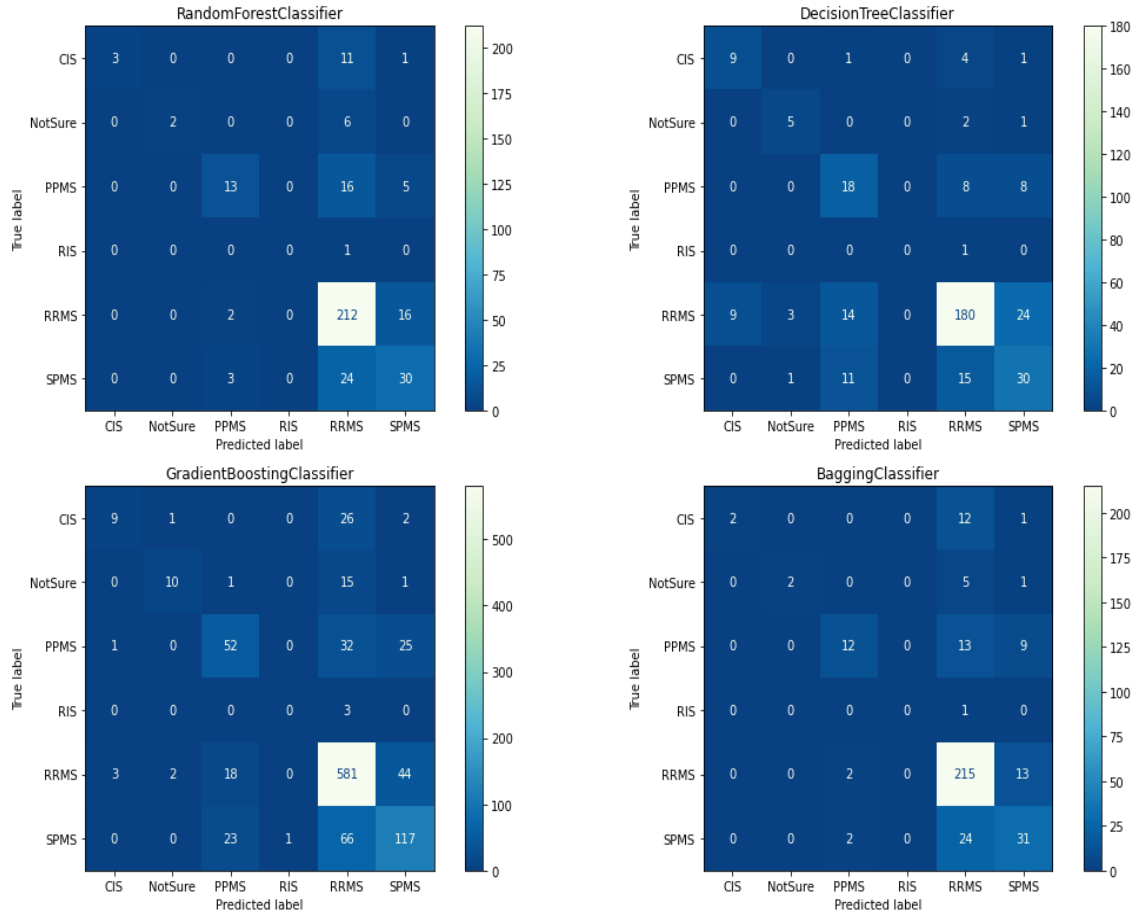 RandomForestClassifier
CIS 3 0 0 0 11 1
NotSure 0 2 0 0 6 0
PPMS 0 0 13 0 16 5
RIS 0 0 0 0 1 0
RRMS 0 0 2 0 212 16
SPMS 0 0 3 0 24 30
CIS NotSure PPMS RIS RRMS SPMS
Predicted label
True label
200
175
150
125
100
75
50
25
0
DecisionTreeClassifier
CIS 9 0 1 0 4 1
NotSure 0 5 0 0 2 1
PPMS 0 0 18 0 8 8
RIS 0 0 0 0 1 0
RRMS 9 3 14 0 180 24
SPMS 0 1 11 0 15 30
CIS NotSure PPMS RIS RRMS SPMS
Predicted label
True label
180
160
140
120
100
80
60
40
20
0
GradientBoostingClassifier
CIS 9 1 0 0 26 2
NotSure 0 10 1 0 15 1
PPMS 1 0 52 0 32 25
RIS 0 0 0 0 3 0
RRMS 3 2 18 0 581 44
SPMS 0 0 23 1 66 117
CIS NotSure PPMS RIS RRMS SPMS
Predicted label
True label
500
400
300
200
100
0
BaggingClassifier
CIS 2 0 0 0 12 1
NotSure 0 2 0 0 5 1
PPMS 0 0 12 0 13 9
RIS 0 0 0 0 1 0
RRMS 0 0 2 0 215 13
SPMS 0 0 2 0 24 31
CIS NotSure PPMS RIS RRMS SPMS
Predicted label
True label
200
175
150
125
100
75
50
25
0